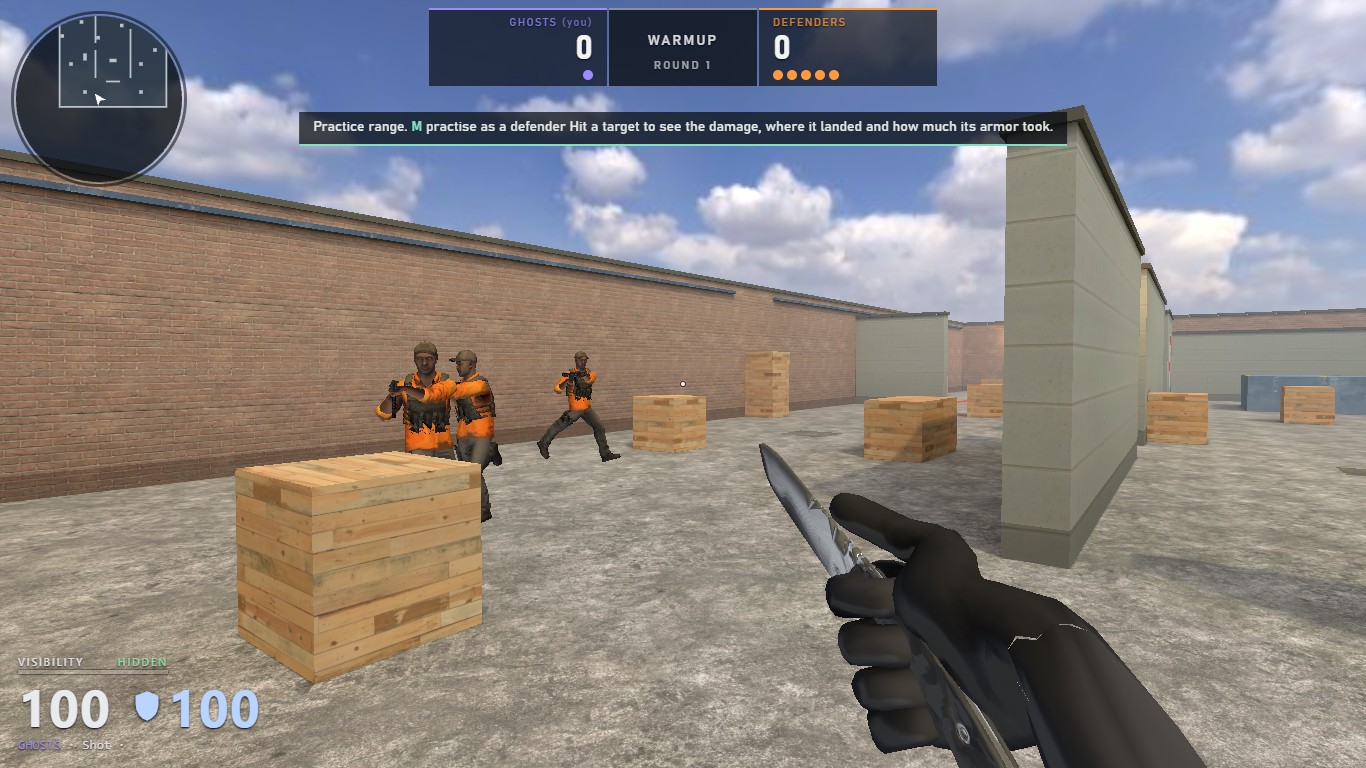 GHOSTS (you)
0
WARMUP
ROUND 1
DEFENDERS
0
Practice range. M practise as a defender Hit a target to see the damage, where it landed and how much its armor took.
VISIBILITY HIDDEN
100 100
GHOSTS · Shot ·